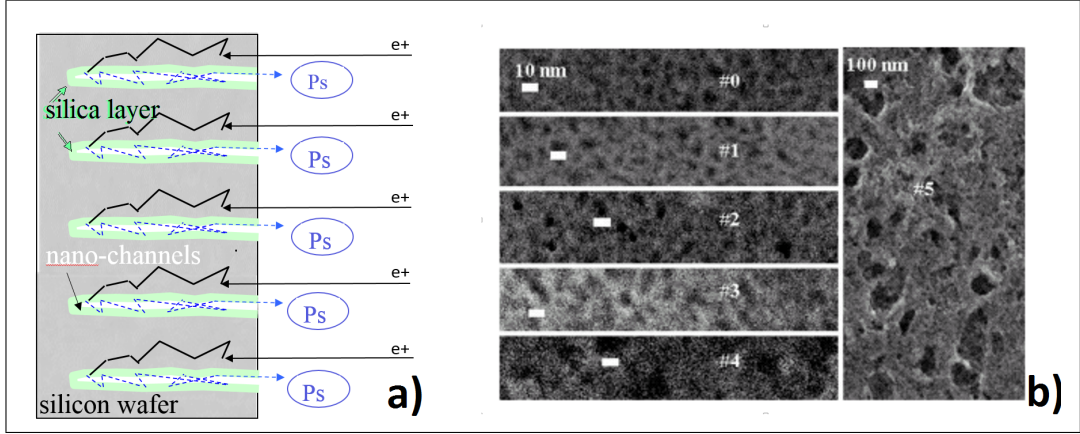 e+
Ps
silica layer
e+
Ps
e+
Ps
nano-channels
e+
Ps
e+
Ps
silicon wafer
a)
10 nm
#0
#1
#2
#3
#4
100 nm
#5
b)